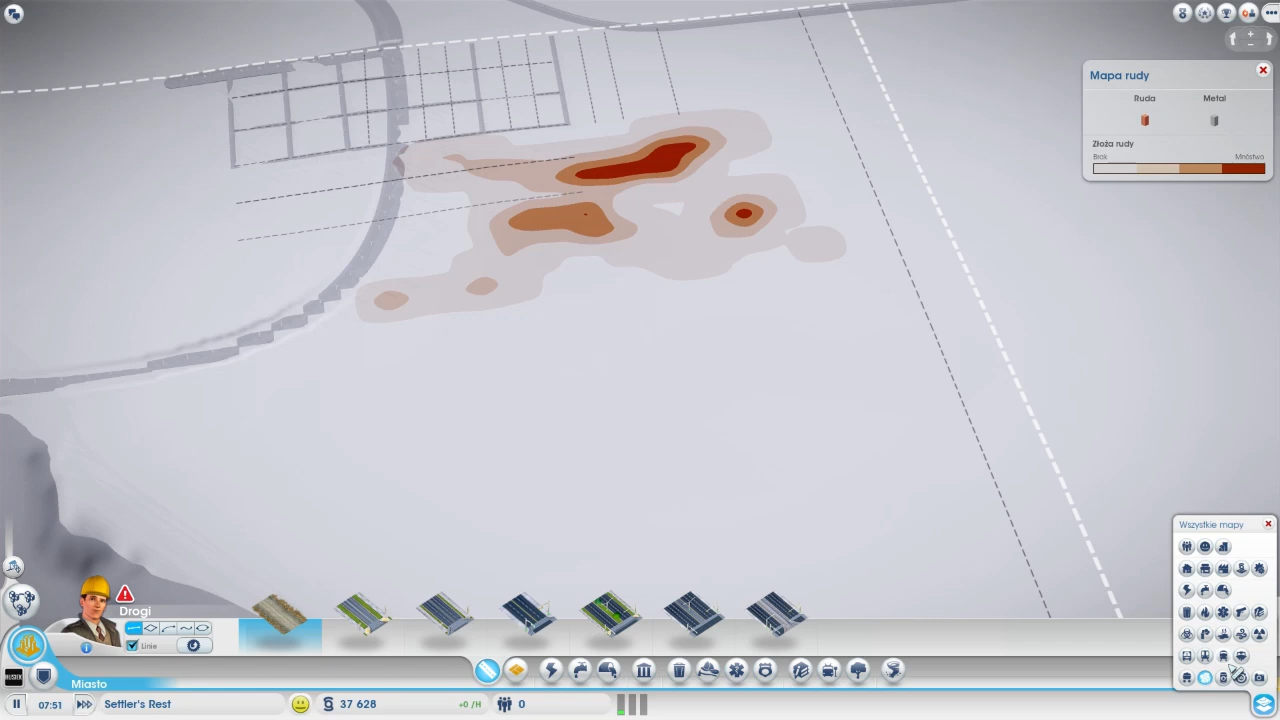 Mapa rudy
Ruda Metal
Złoża rudy
Brak Mnóstwo
Wszystkie mapy
Drogi
Linie
HUSIEK
Miasto
07:51 Settler's Rest 37 628 +0 /H 0